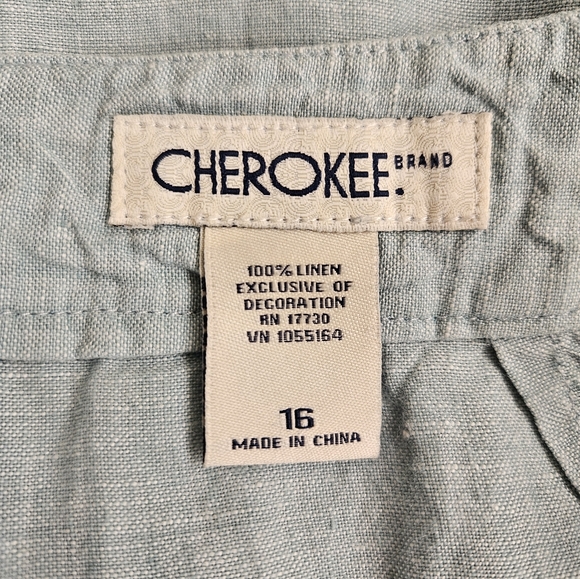 CHEROKEE. BRAND
100% LINEN
EXCLUSIVE OF
DECORATION
RN 17730
VN 1055164
16
MADE IN CHINA